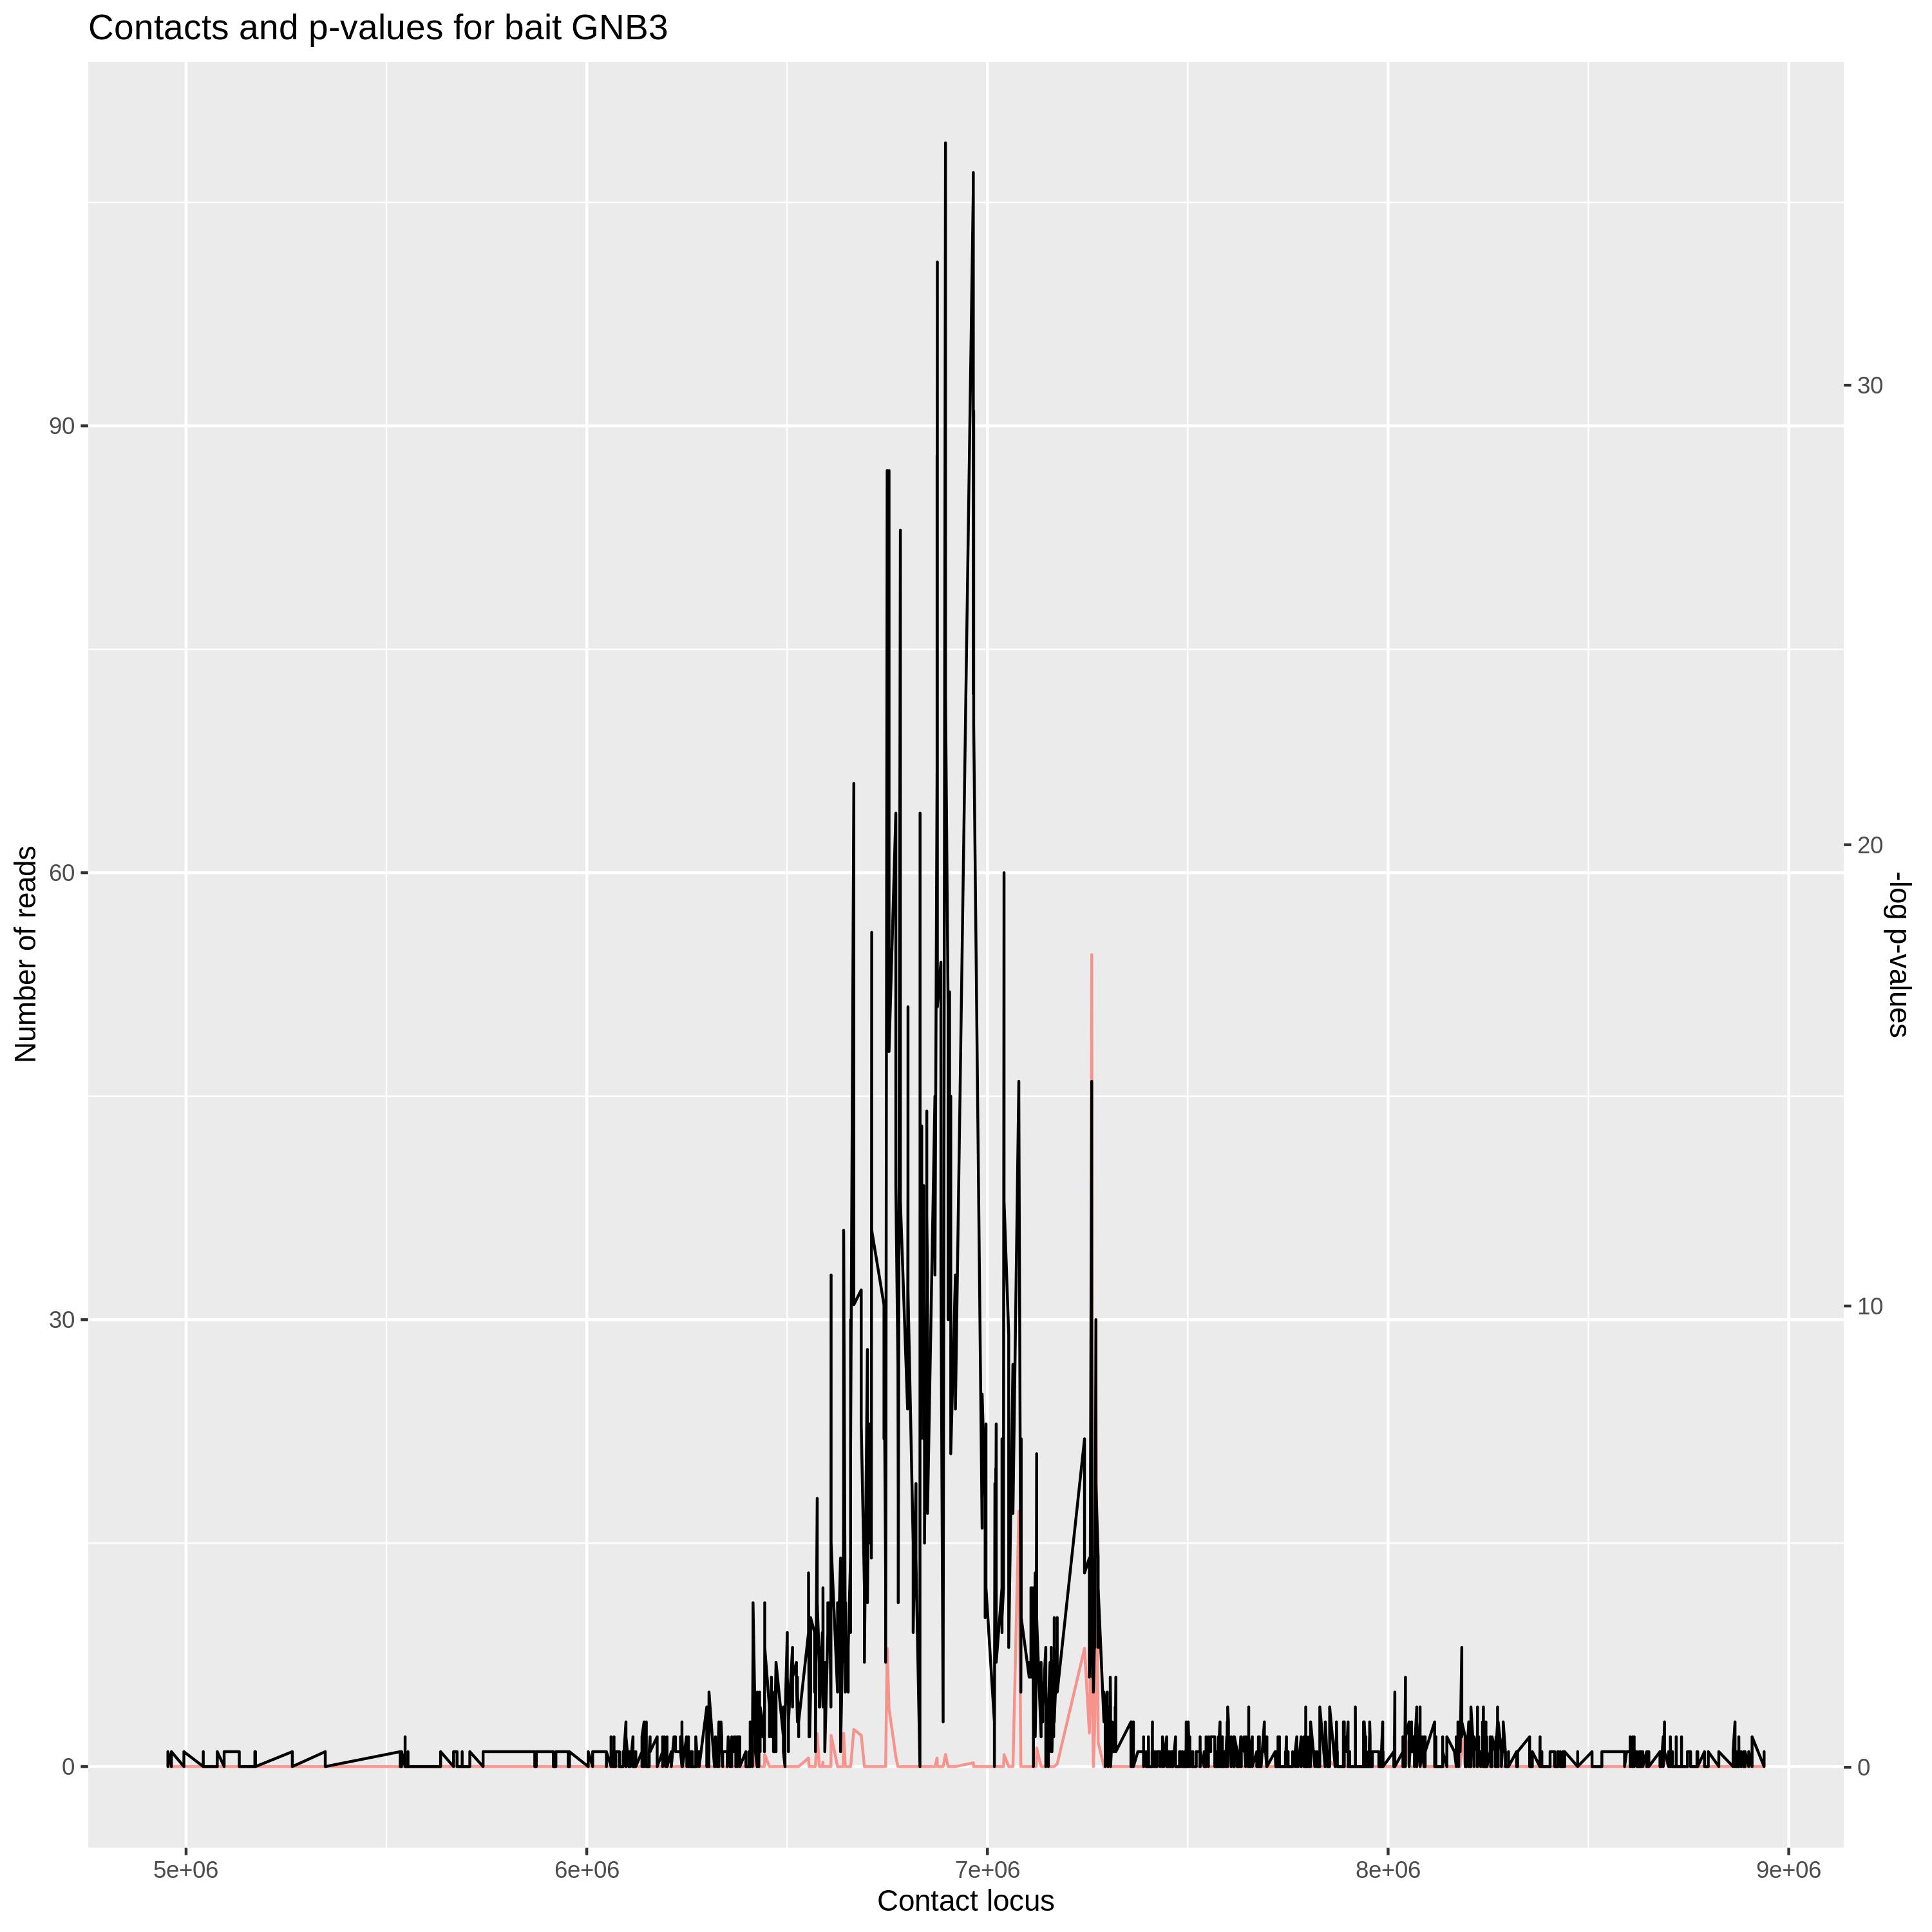 Contacts and p-values for bait GNB3
90
60
30
0
Number of reads
30
20
10
0
-log p-values
5e+06
6e+06
7e+06
8e+06
9e+06
Contact locus